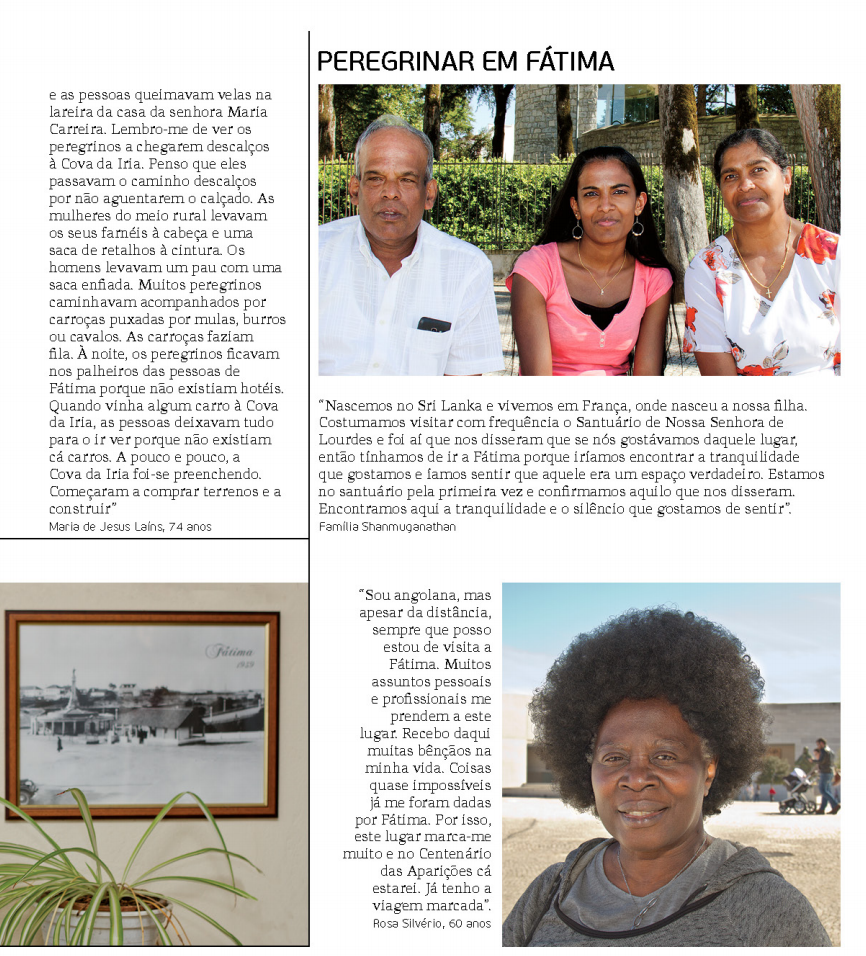 e as pessoas queimavam velas na
lareira da casa da senhora Maria
Carreira. Lembro-me de ver os
peregrinos a chegarem descalços
à Cova da Iria. Penso que eles
passavam o caminho descalços
por não aguentarem o calçado. As
mulheres do meio rural levavam
os seus farnéis à cabeça e uma
saca de retalhos à cintura. Os
homens levavam um pau com uma
saca enfiada. Muitos peregrinos
caminhavam acompanhados por
carroças puxadas por mulas, burros
ou cavalos. As carroças faziam
fila. À noite, os peregrinos ficavam
nos palheiros das pessoas de
Fátima porque não existiam hotéis.
Quando vinha algum carro à Cova
da Iria, as pessoas deixavam tudo
para o ir ver porque não existiam
cá carros. A pouco e pouco, a
Cova da Iria foi-se preenchendo.
Começaram a comprar terrenos e a
construir”
Maria de Jesus Laíns, 74 anos
PEREGRINAR EM FÁTIMA
“Nascemos no Sri Lanka e vivemos em França, onde nasceu a nossa filha.
Costumamos visitar com frequência o Santuário de Nossa Senhora de
Lourdes e foi aí que nos disseram que se nós gostávamos daquele lugar,
então tínhamos de ir a Fátima porque iríamos encontrar a tranquilidade
que gostamos e íamos sentir que aquele era um espaço verdadeiro. Estamos
no santuário pela primeira vez e confirmamos aquilo que nos disseram.
Encontramos aqui a tranquilidade e o silêncio que gostamos de sentir”.
Família Shanmuganathan
Fátima
1939
“Sou angolana, mas
apesar da distância,
sempre que posso
estou de visita a
Fátima. Muitos
assuntos pessoais
e profissionais me
prendem a este
lugar. Recebo daqui
muitas bênçãos na
minha vida. Coisas
quase impossíveis
já me foram dadas
por Fátima. Por isso,
este lugar marca-me
muito e no Centenário
das Aparições cá
estarei. Já tenho a
viagem marcada”.
Rosa Silvério, 60 anos